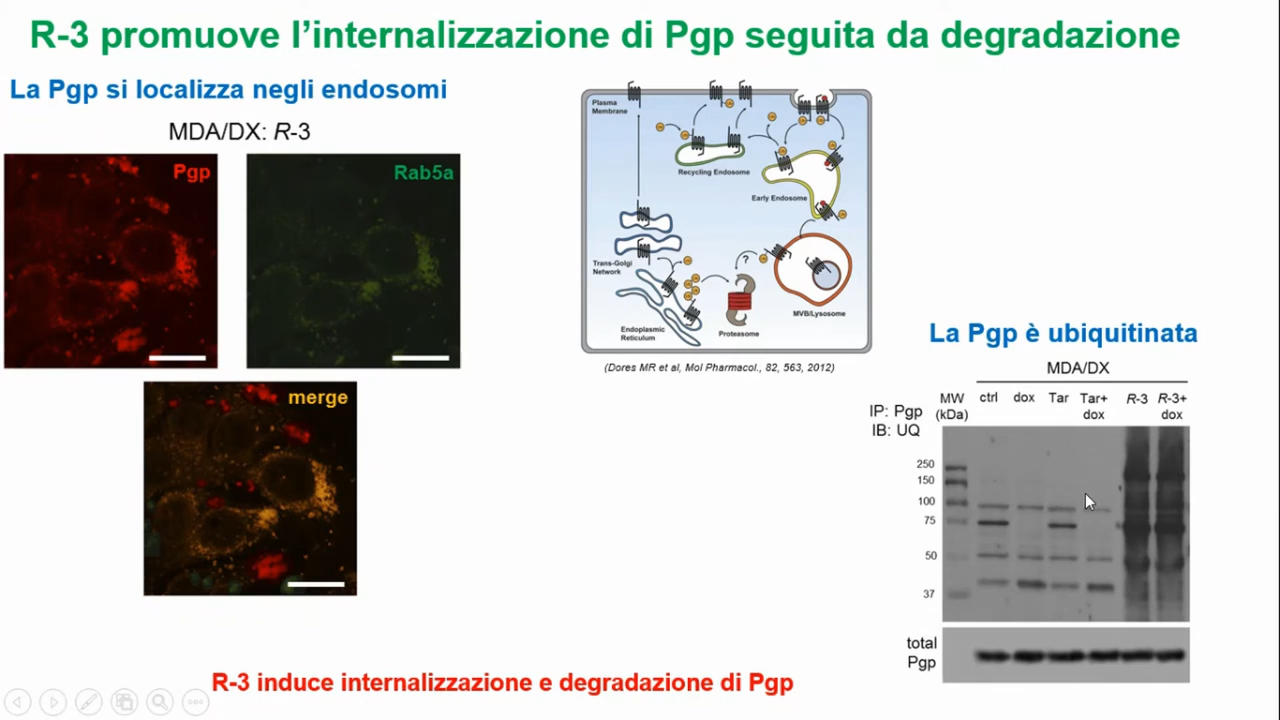 R-3 promuove l’internalizzazione di Pgp seguita da degradazione
La Pgp si localizza negli endosomi
MDA/DX: R-3
Pgp
Rab5a
merge
Plasma
Membrane
Recycling Endosome
Early Endosome
Trans-Golgi
Network
?
MVB/Lysosome
Endoplasmic
Reticulum
Proteasome
(Dores MR et al, Mol Pharmacol., 82, 563, 2012)
La Pgp è ubiquitinata
MDA/DX
MW
(kDa)
ctrl
dox
Tar
Tar+
dox
R-3
R-3+
dox
IP: Pgp
IB: UQ
250
150
100
75
50
37
total
Pgp
R-3 induce internalizzazione e degradazione di Pgp